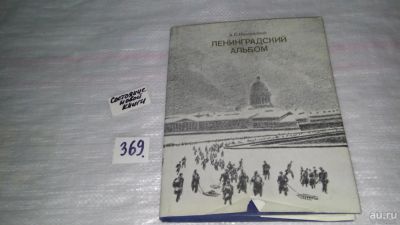 ЛЕНИНГРАДСКИЙ
АЛЬБОМ
Состояние
новой
книги
369
au.ru